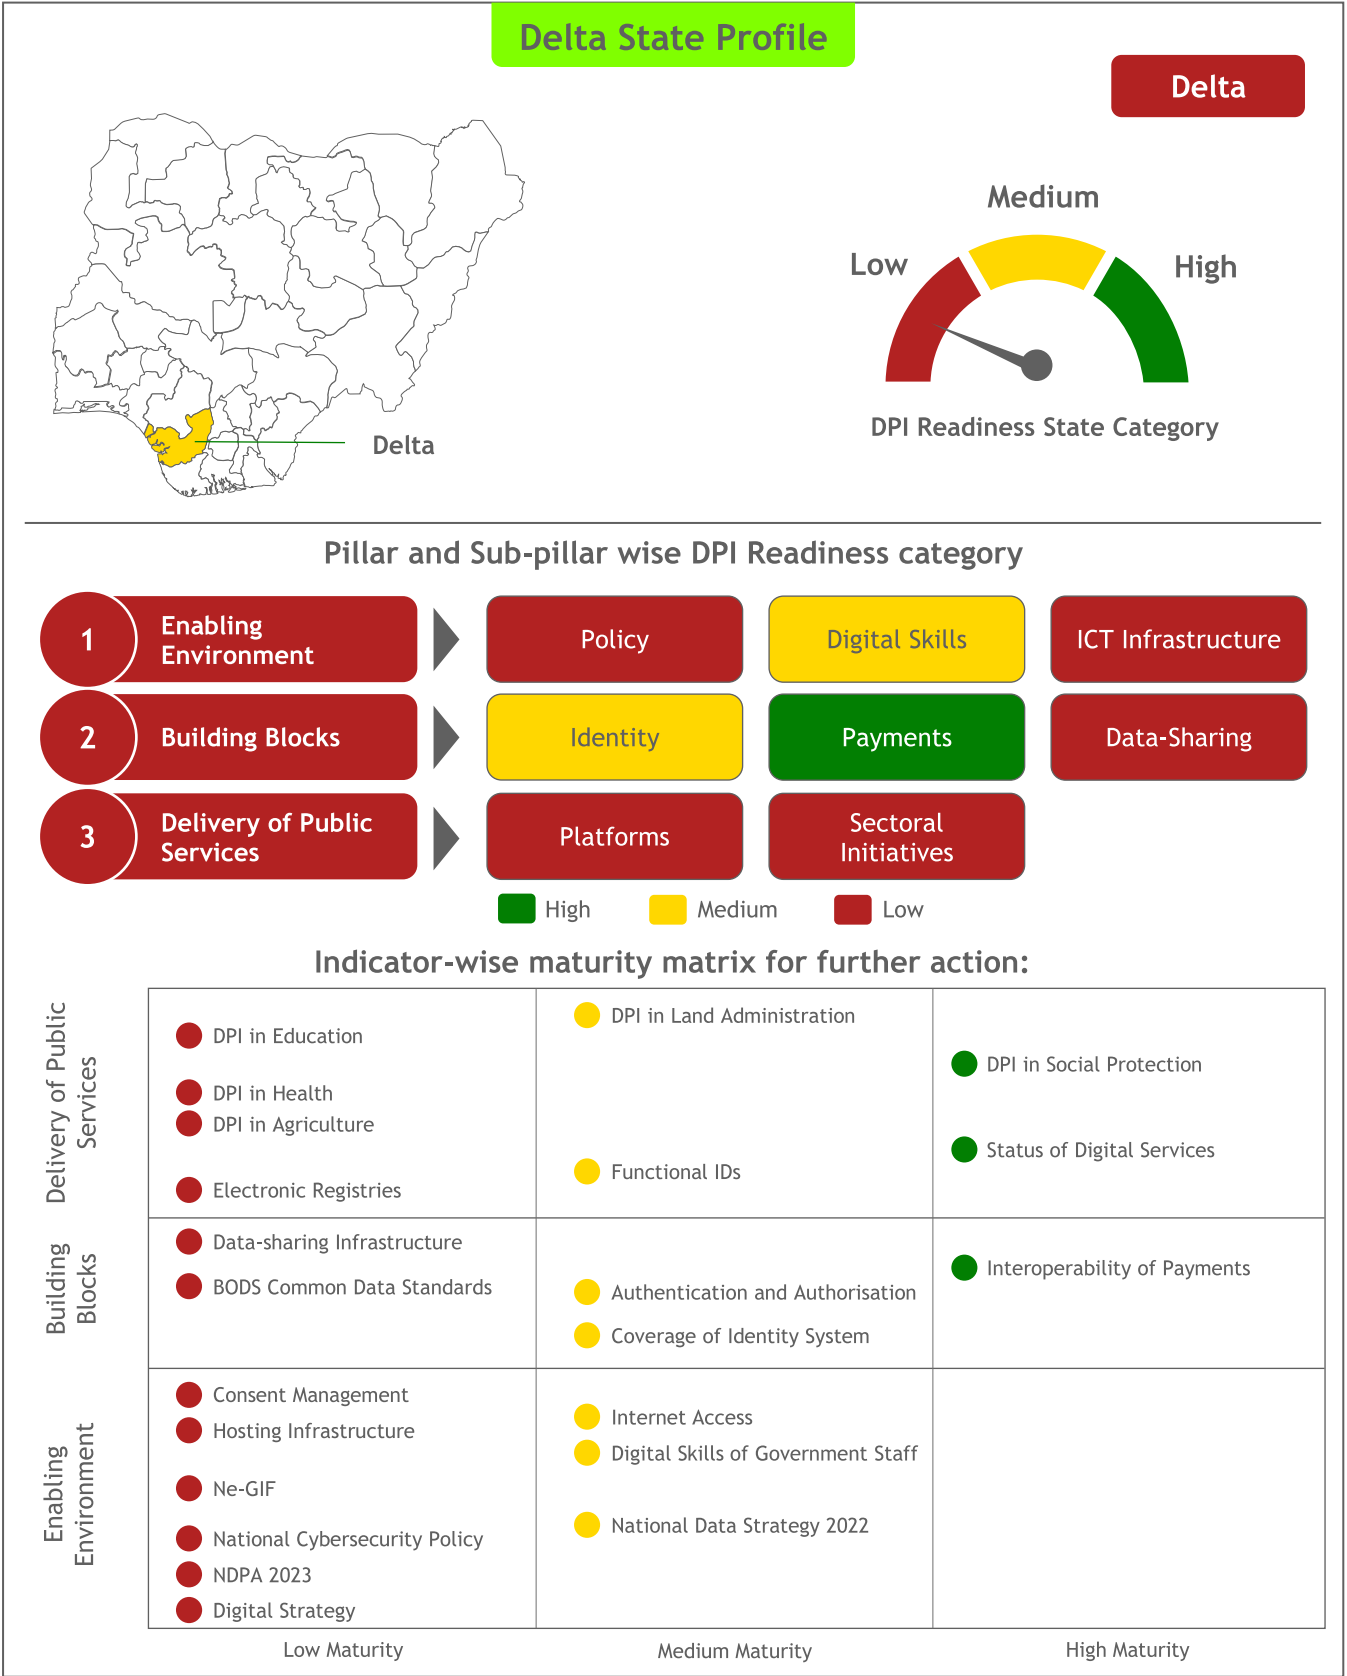 Delta State Profile
Delta
Medium
Low
High
DPI Readiness State Category
Delta
Pillar and Sub-pillar wise DPI Readiness category
1
Enabling
Environment
Policy
Digital Skills
ICT Infrastructure
2
Building Blocks
Identity
Payments
Data-Sharing
3
Delivery of Public
Services
Platforms
Sectoral
Initiatives
High
Medium
Low
Indicator-wise maturity matrix for further action:
Delivery of Public
Services
DPI in Education
DPI in Health
DPI in Agriculture
Electronic Registries
DPI in Land Administration
Functional IDs
DPI in Social Protection
Status of Digital Services
Building
Blocks
Data-sharing Infrastructure
BODS Common Data Standards
Authentication and Authorisation
Coverage of Identity System
Interoperability of Payments
Enabling
Environment
Consent Management
Hosting Infrastructure
Ne-GIF
National Cybersecurity Policy
NDPA 2023
Digital Strategy
Internet Access
Digital Skills of Government Staff
National Data Strategy 2022
Low Maturity
Medium Maturity
High Maturity